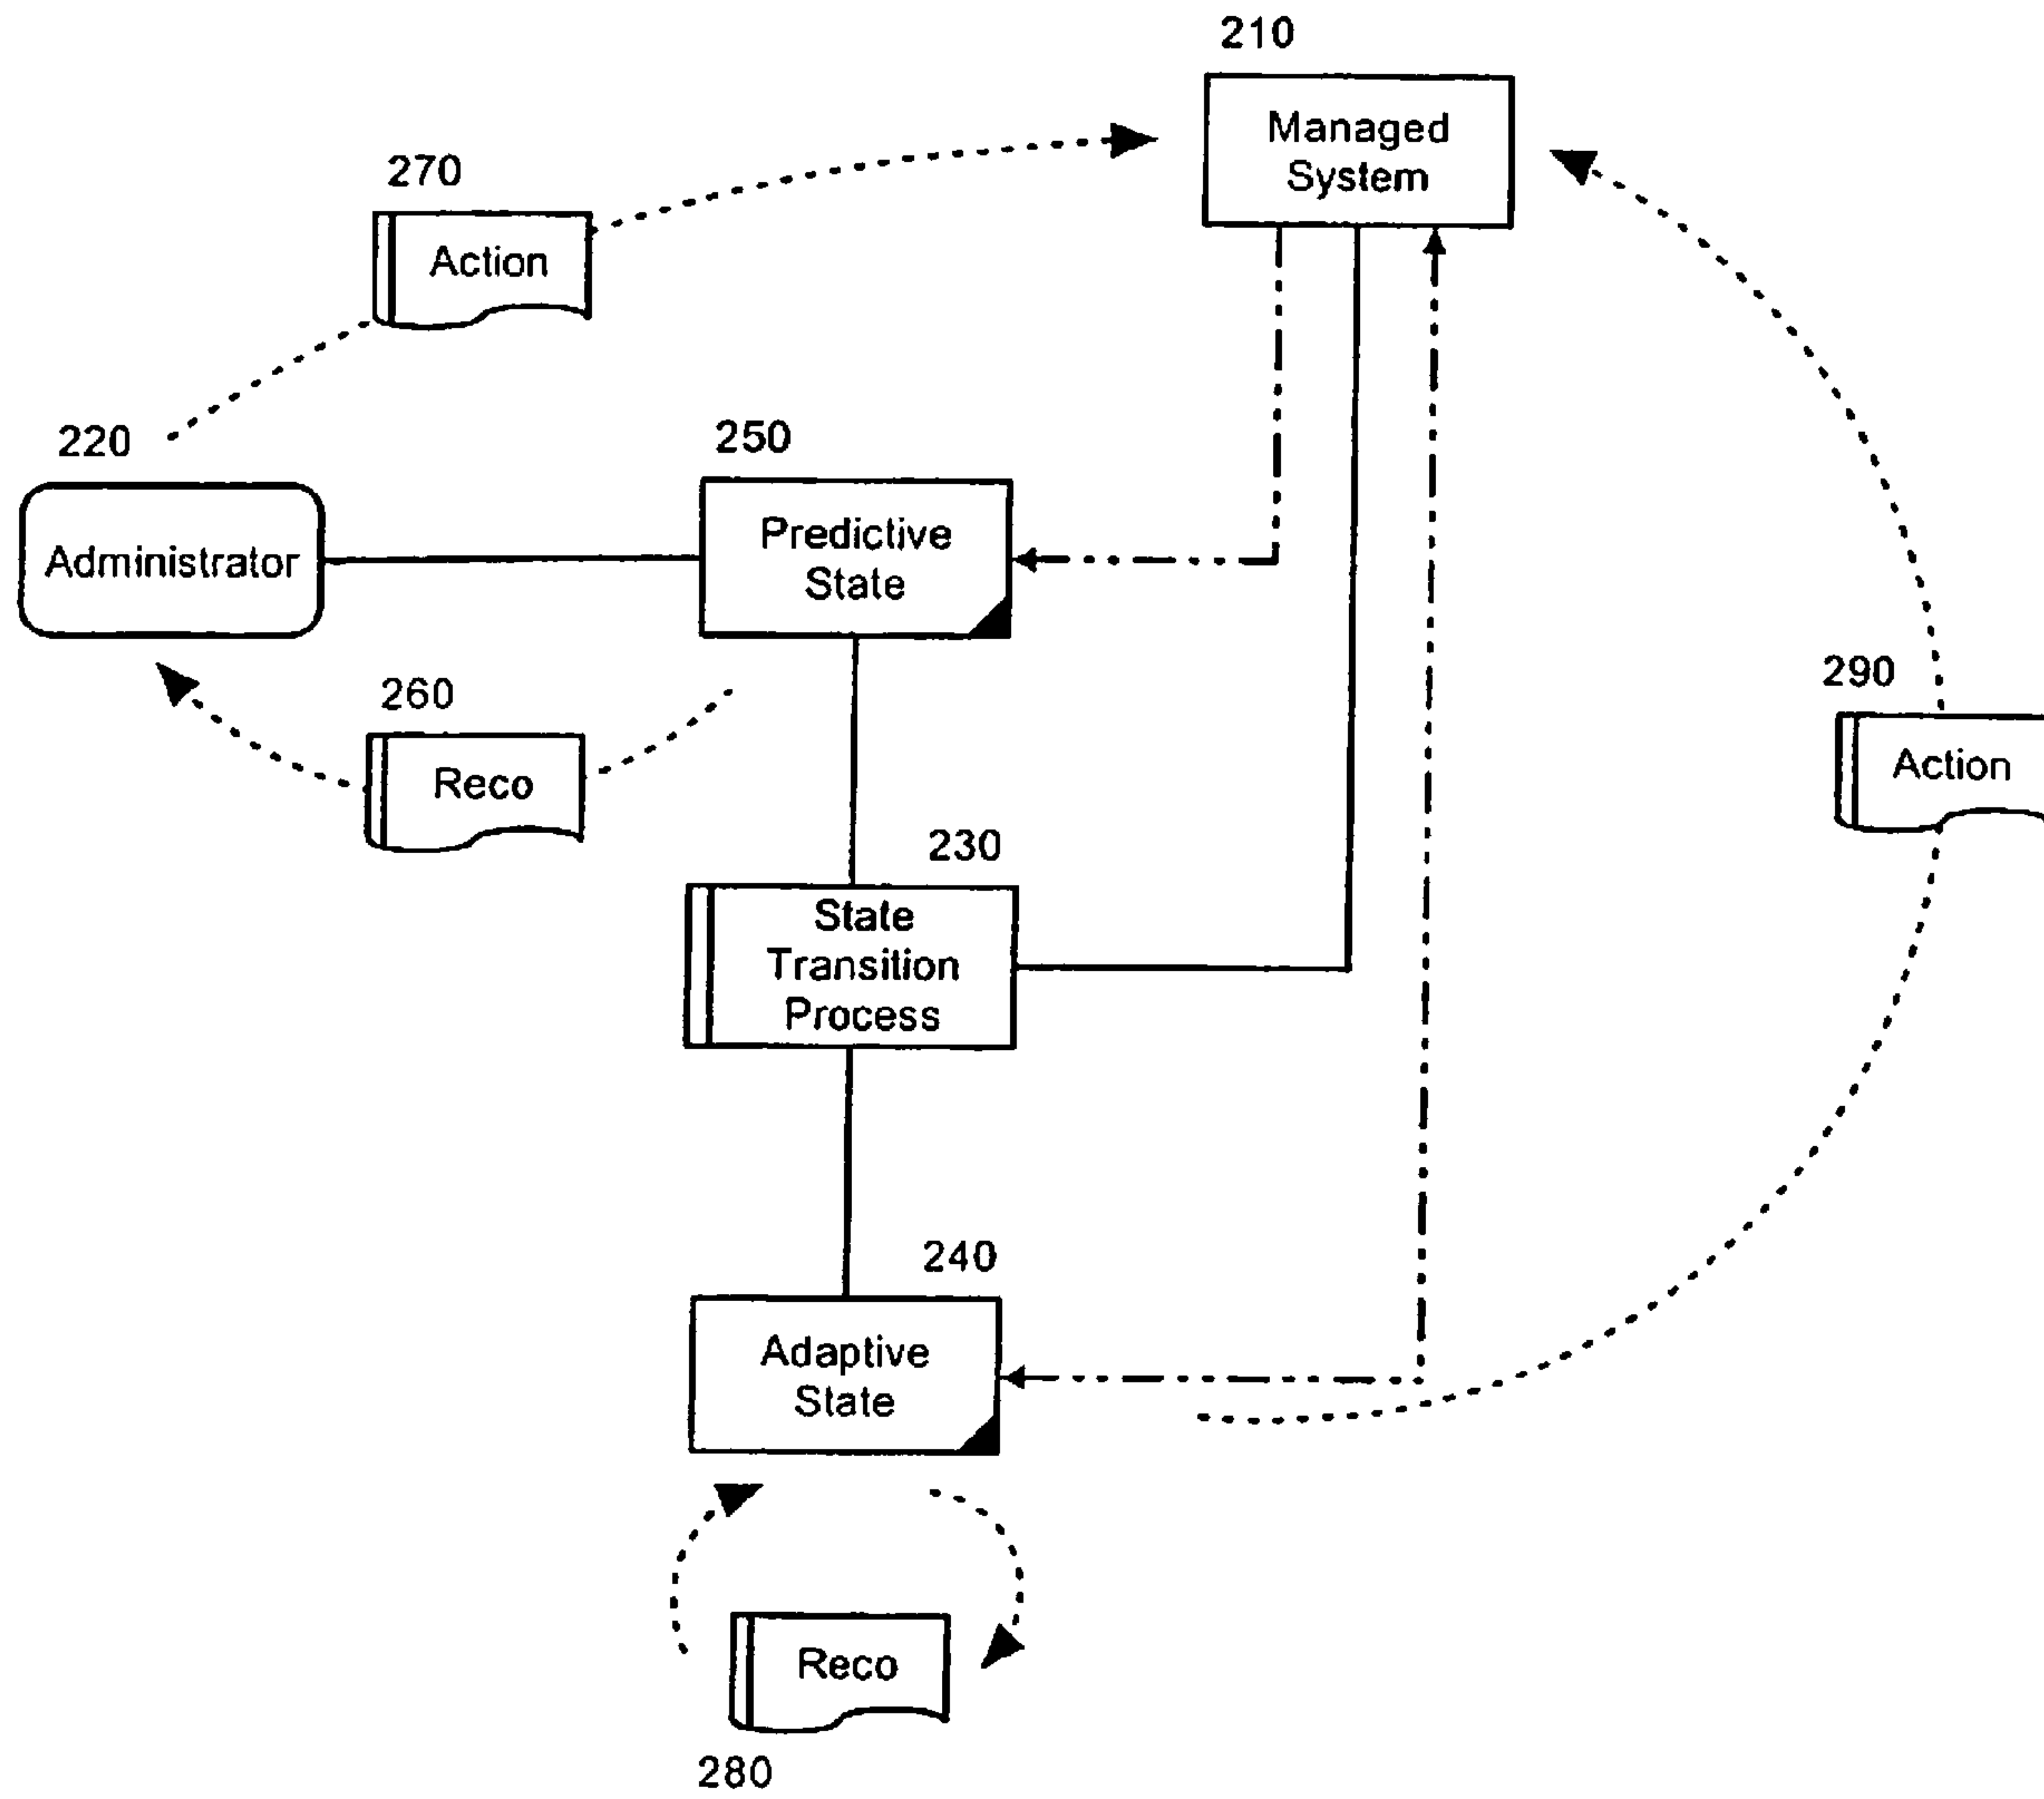 210
Managed
System
270
Action
220
Administrator
250
Predictive
State
260
Reco
290
Action
230
State
Transition
Process
240
Adaptive
State
Reco
280